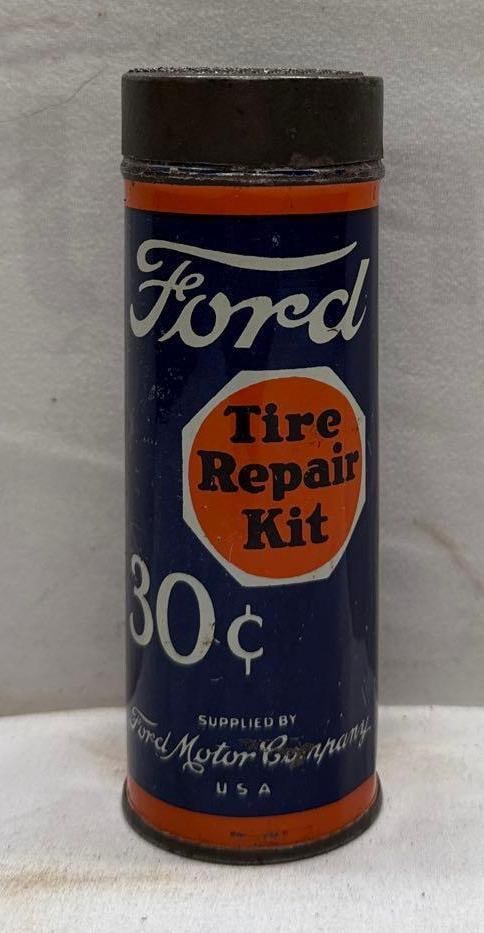 Ford
Tire
Repair
Kit
30¢
SUPPLIED BY
Ford Motor Company
USA